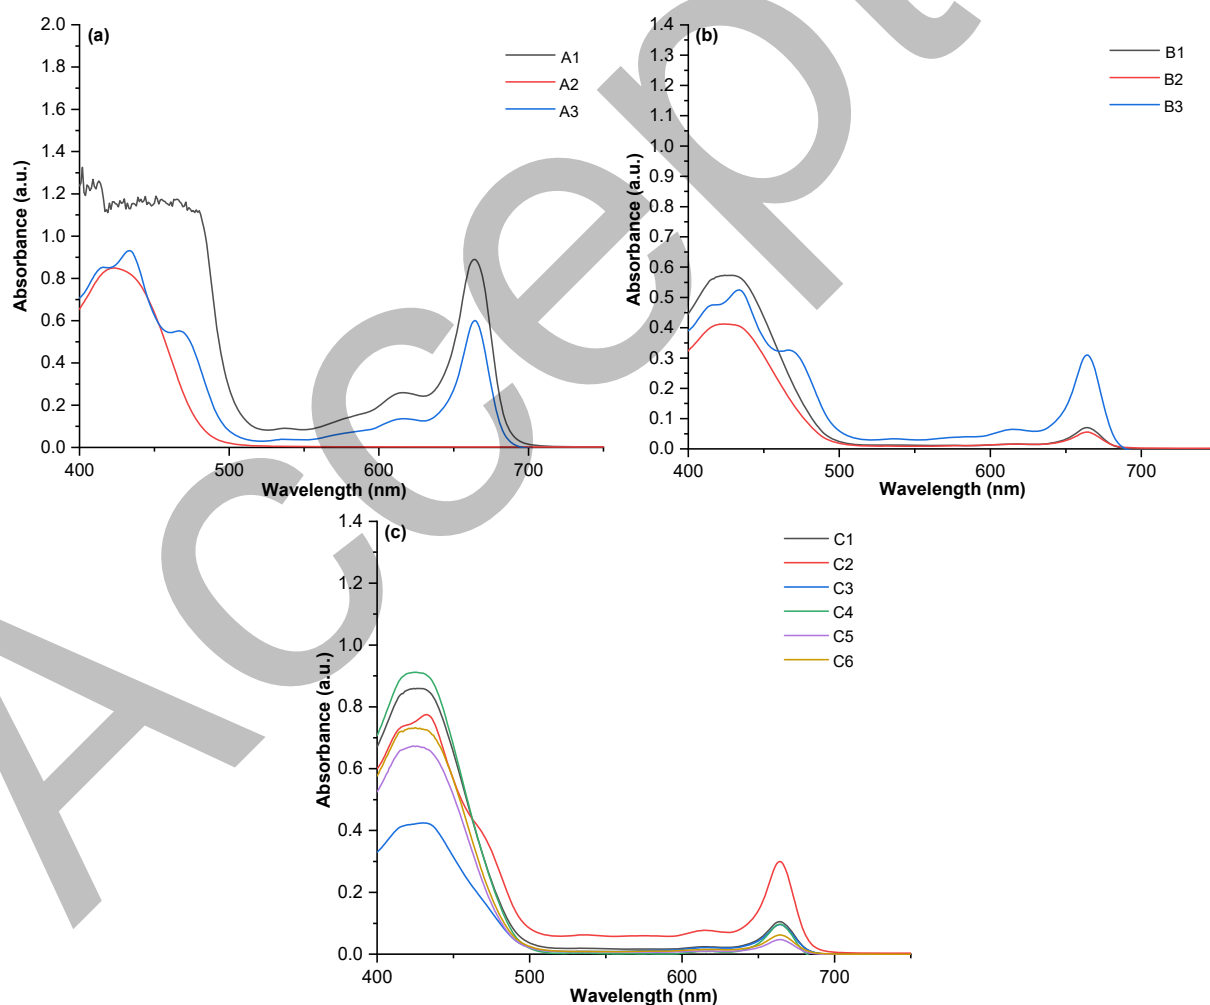 (a)
A1
A2
A3
2.0
1.8
1.6
1.4
1.2
1.0
0.8
0.6
0.4
0.2
0.0
400
500
600
700
Absorbance (a.u.)
Wavelength (nm)
(b)
B1
B2
B3
1.4
1.3
1.2
1.1
1.0
0.9
0.8
0.7
0.6
0.5
0.4
0.3
0.2
0.1
0.0
400
500
600
700
Absorbance (a.u.)
Wavelength (nm)
(c)
C1
C2
C3
C4
C5
C6
1.4
1.2
1.0
0.8
0.6
0.4
0.2
0.0
400
500
600
700
Absorbance (a.u.)
Wavelength (nm)
Accept